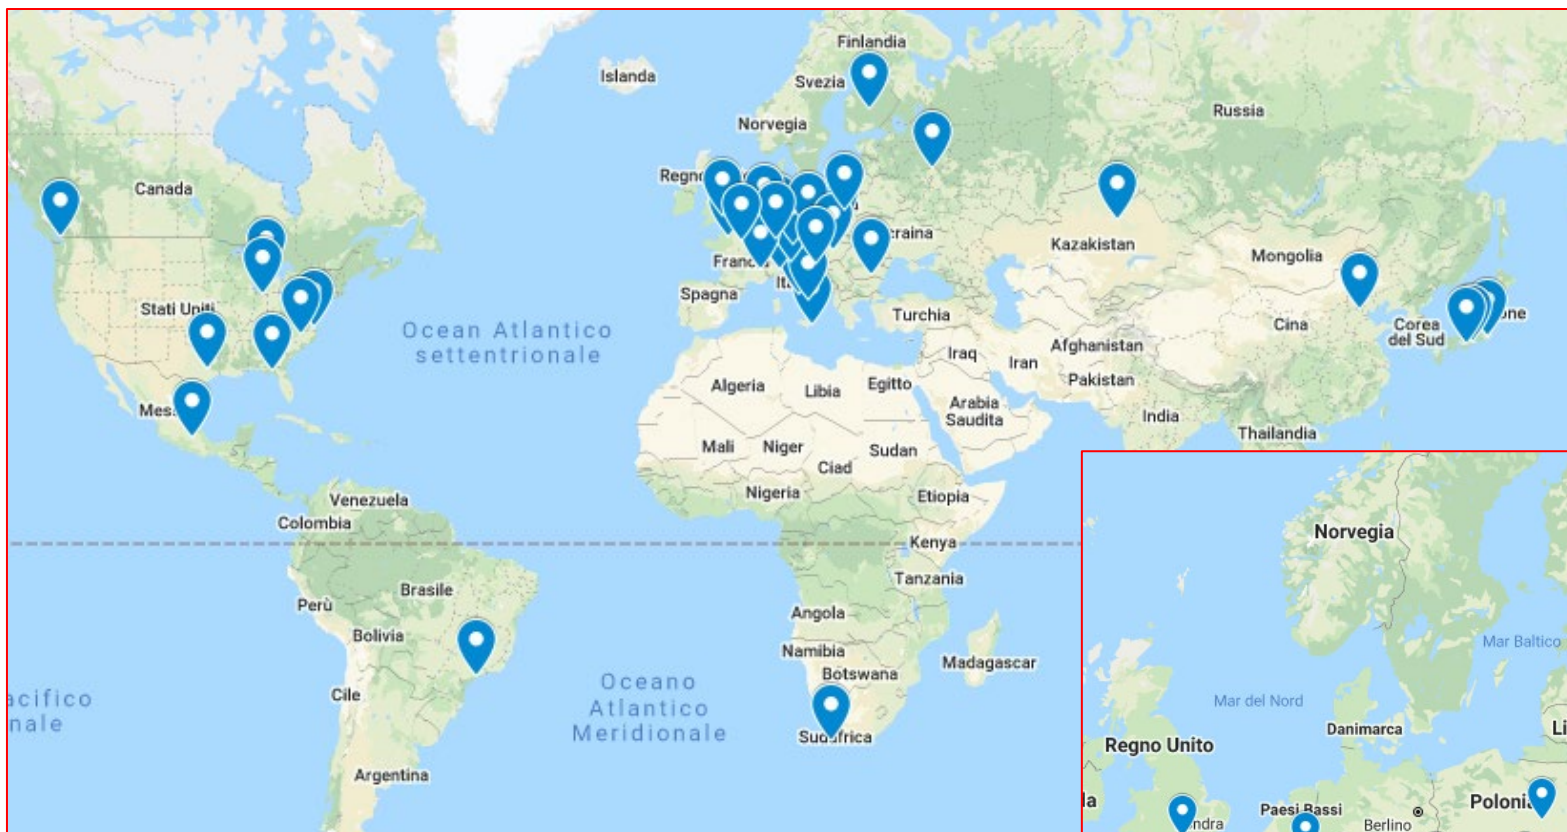 Finlandia
Islanda
Svezia
Russia
Norvegia
Canada
Regno
Kazakistan
Mongolia
Francia
Spagna
Stati Uniti
Turchia
Cina
Corea
del Sud
Ocean Atlantico
settentrionale
Iraq
Iran
Afghanistan
Pakistan
Algeria
Libia
Egitto
Arabia
Saudita
India
Thailandia
Mali
Niger
Ciad
Sudan
Nigeria
Etiopia
Venezuela
Colombia
Kenya
Tanzania
Brasile
Perù
Bolivia
Angola
Namibia
Botswana
Madagascar
Cile
Oceano
Atlantico
Meridionale
Sudafrica
Argentina
Norvegia
Mar Baltico
Mar del Nord
Danimarca
Regno Unito
Paesi Bassi
Berlino
Polonia